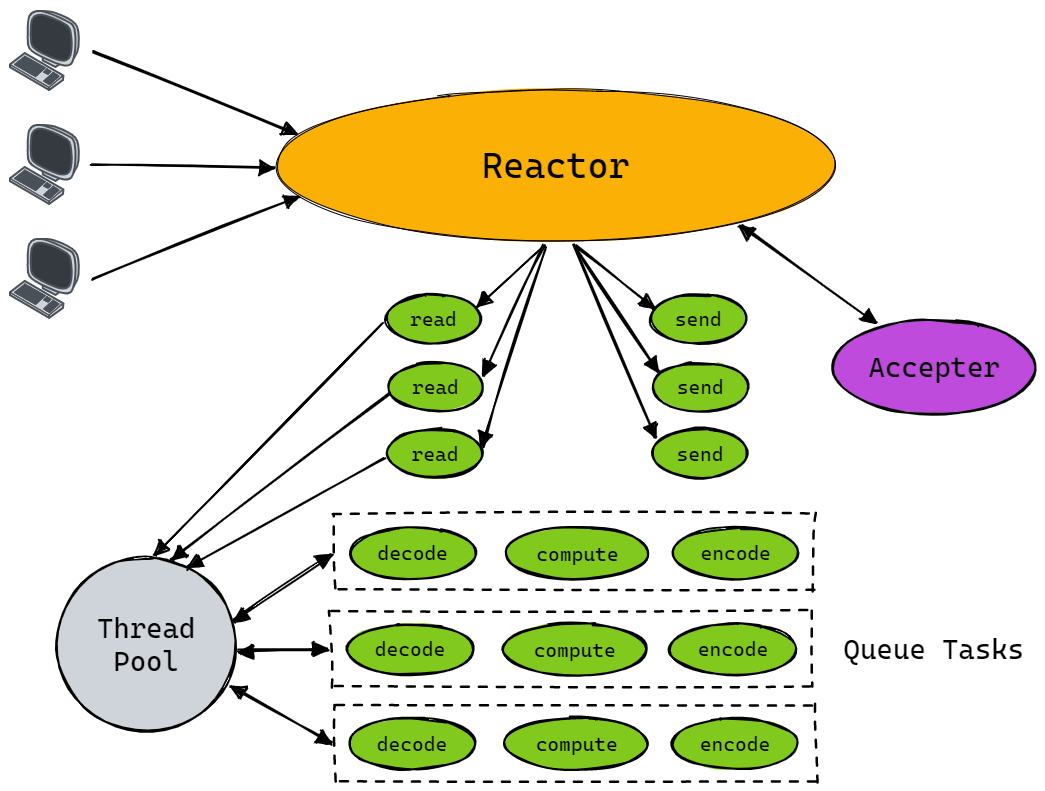 Reactor
read
send
Accepter
read
send
read
send
decode
compute
encode
Thread
Pool
decode
compute
encode
Queue Tasks
decode
compute
encode